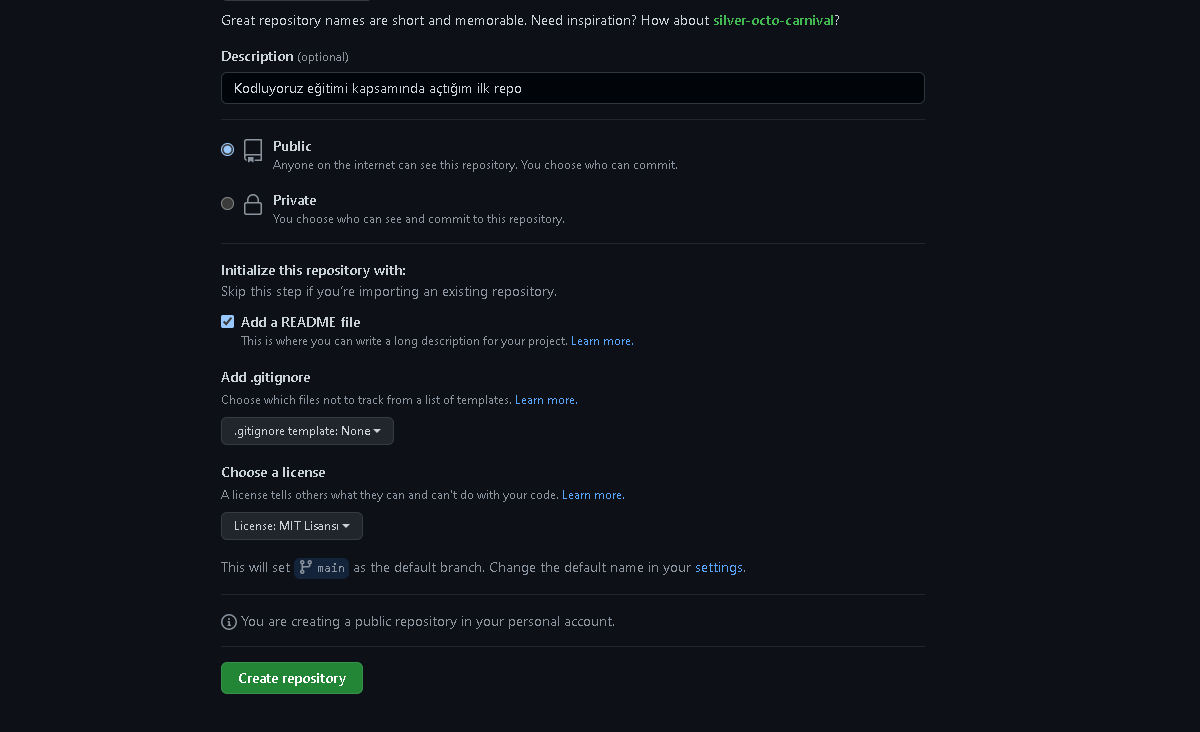 Great repository names are short and memorable. Need inspiration? How about silver-octo-carnival?
Description (optional)
Kodluyoruz eğitimi kapsamında açtığım ilk repo
Public
Anyone on the internet can see this repository. You choose who can commit.
Private
You choose who can see and commit to this repository.
Initialize this repository with:
Skip this step if you're importing an existing repository.
Add a README file
This is where you can write a long description for your project. Learn more.
Add .gitignore
Choose which files not to track from a list of templates. Learn more.
.gitignore template: None
Choose a license
A license tells others what they can and can't do with your code. Learn more.
License: MIT Lisansı
This will set main as the default branch. Change the default name in your settings.
You are creating a public repository in your personal account.
Create repository